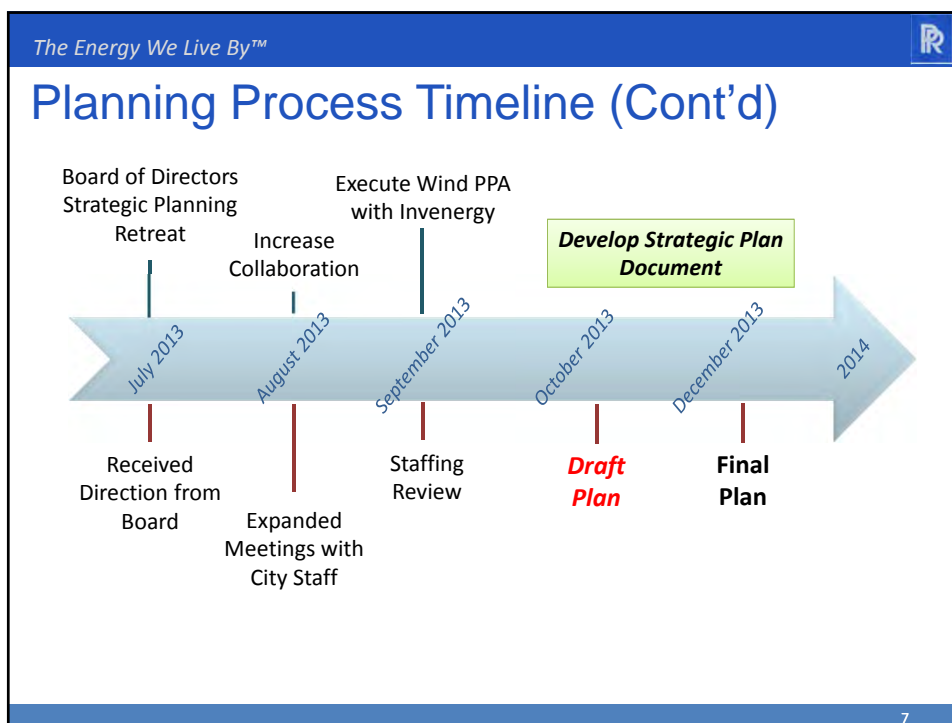 The Energy We Live By™
PR
Planning Process Timeline (Cont’d)
Board of Directors
Strategic Planning
Retreat
Increase
Collaboration
Execute Wind PPA
with Invenergy
Develop Strategic Plan
Document
July 2013
August 2013
September 2013
October 2013
December 2013
2014
Received
Direction from
Board
Expanded
Meetings with
City Staff
Staffing
Review
Draft
Plan
Final
Plan
7